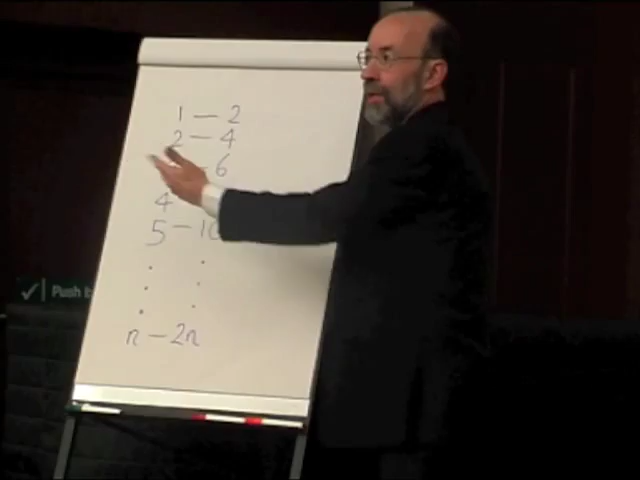 1 — 2
2 — 4
— 6
4
5 — 10
n — 2n
Push